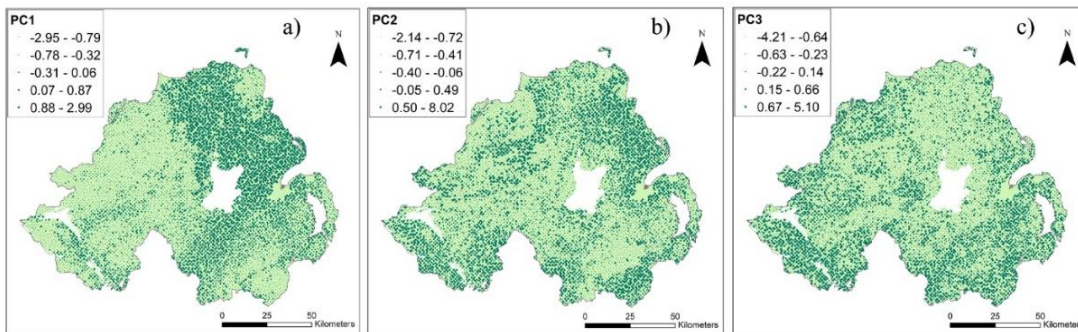 PC1
-2.95 - -0.79
-0.78 - -0.32
-0.31 - 0.06
0.07 - 0.87
0.88 - 2.99
a)
N
0 25 50
Kilometers
PC2
-2.14 - -0.72
-0.71 - -0.41
-0.40 - -0.06
-0.05 - 0.49
0.50 - 8.02
b)
N
0 25 50
Kilometers
PC3
-4.21 - -0.64
-0.63 - -0.23
-0.22 - 0.14
0.15 - 0.66
0.67 - 5.10
c)
N
0 25 50
Kilometers